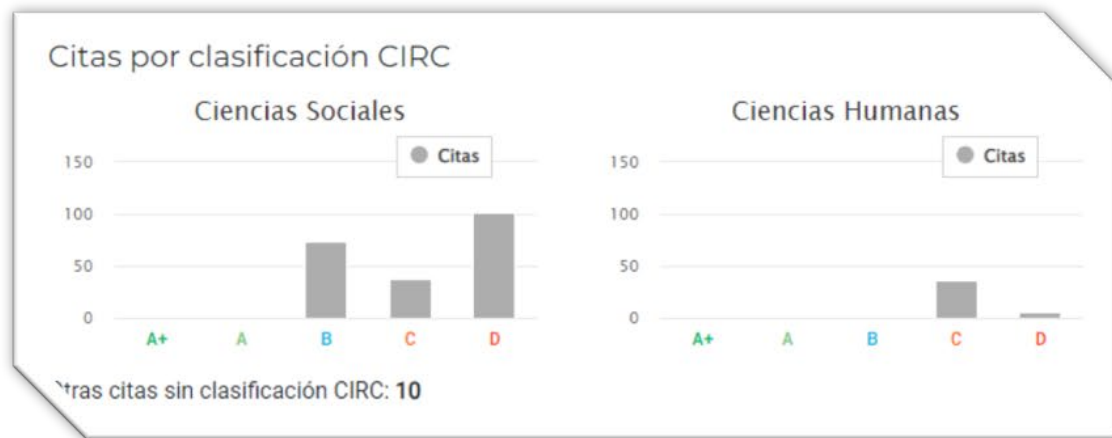 Citas por clasificación CIRC
Ciencias Sociales
Citas
150
100
50
0
A+ A B C D
Ciencias Humanas
Citas
150
100
50
0
A+ A B C D
tras citas sin clasificación CIRC: 10